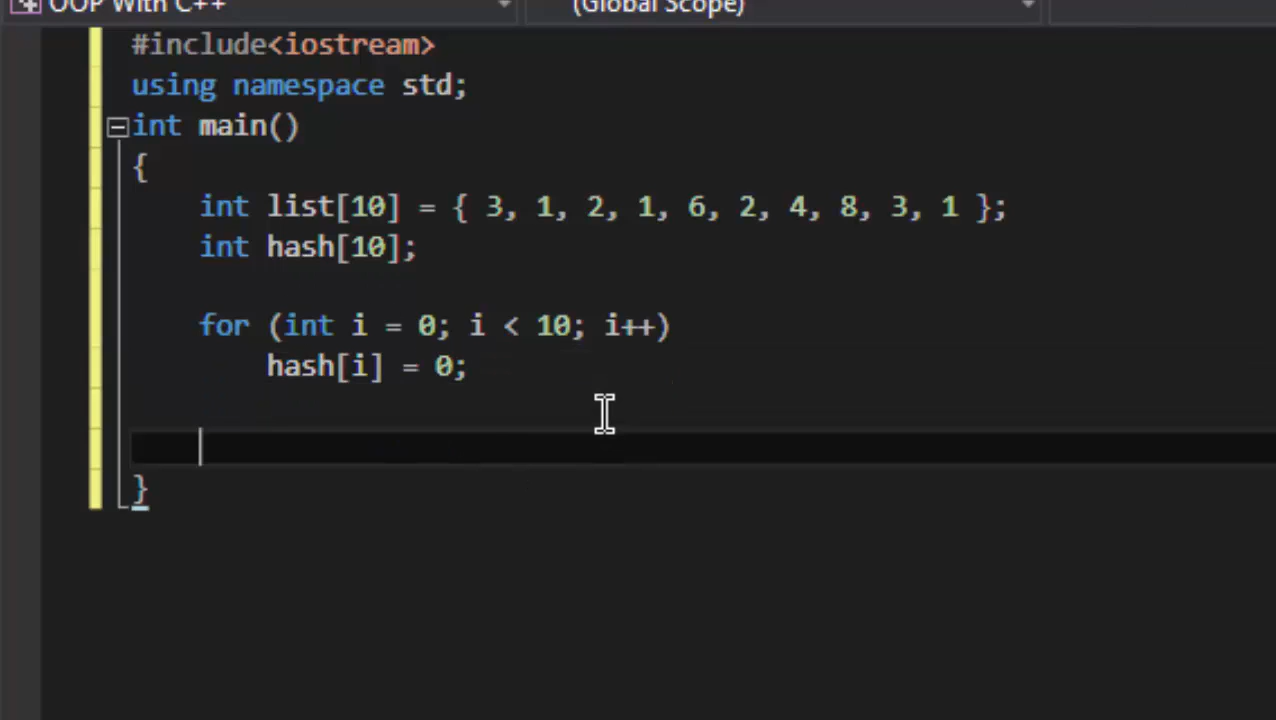 OOP With C++ (Global Scope)
#include<iostream>
using namespace std;
int main()
{
int list[10] = { 3, 1, 2, 1, 6, 2, 4, 8, 3, 1 };
int hash[10];
for (int i = 0; i < 10; i++)
hash[i] = 0;
}